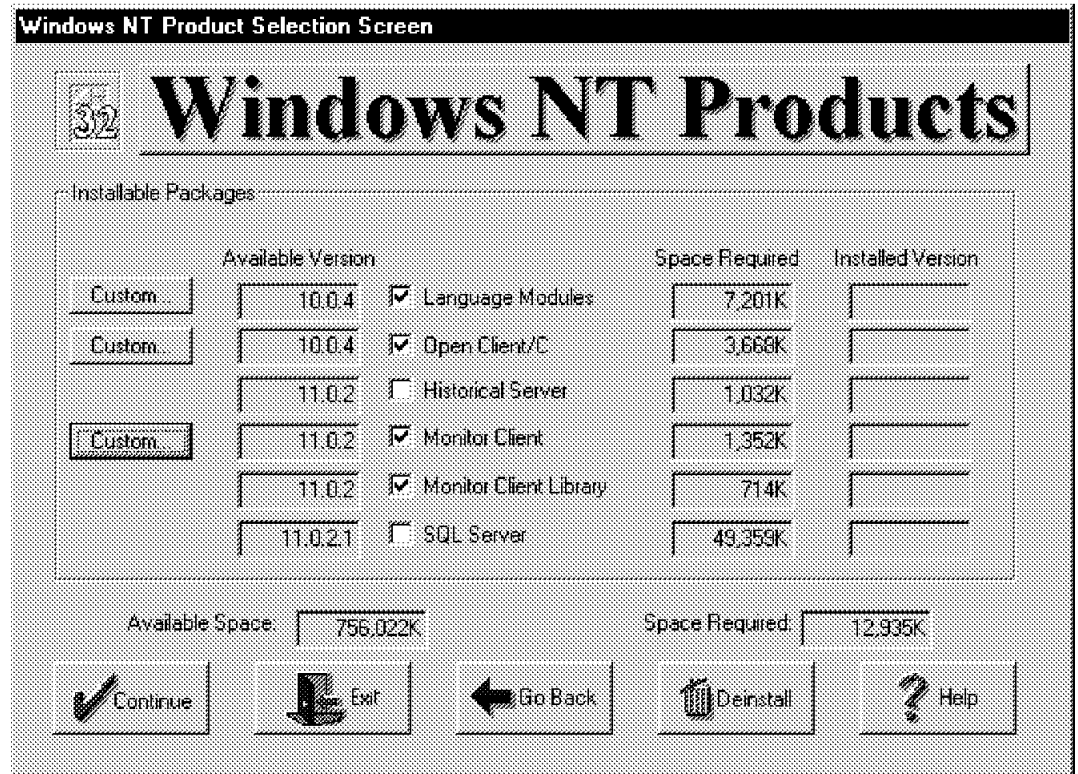 Windows NT Product Selection Screen
32 Windows NT Products
Installable Packages
Available Version Space Required Installed Version
Custom... 10.0.4 Language Modules 7,201K
Custom... 10.0.4 Open Client/C 3,668K
11.0.2 Historical Server 1,032K
Custom... 11.0.2 Monitor Client 1,352K
11.0.2 Monitor Client Library 714K
11.0.2.1 SQL Server 49,359K
Available Space: 756,022K Space Required: 12,935K
Continue Exit Go Back Deinstall Help